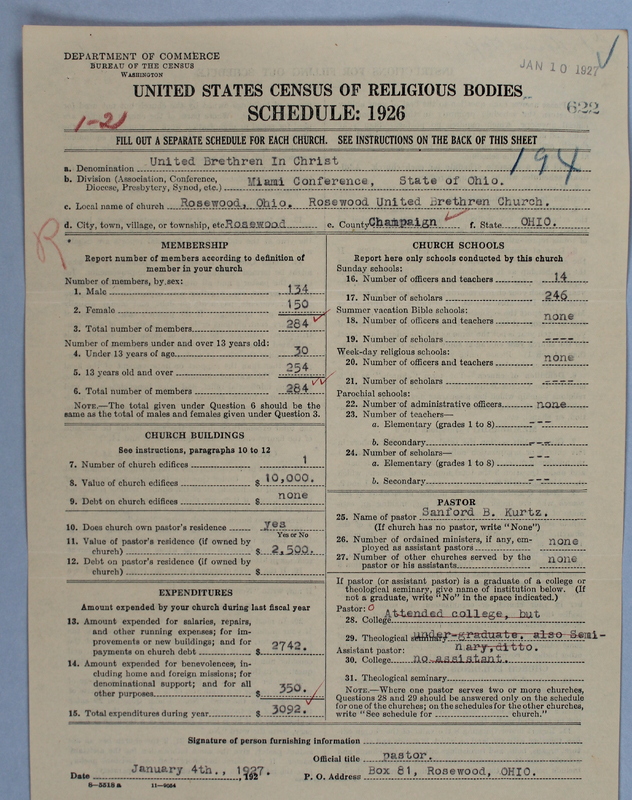 DEPARTMENT OF COMMERCE
BUREAU OF THE CENSUS
WASHINGTON
JAN 10 1927
UNITED STATES CENSUS OF RELIGIOUS BODIES
SCHEDULE: 1926
622
1-2
FILL OUT A SEPARATE SCHEDULE FOR EACH CHURCH. SEE INSTRUCTIONS ON THE BACK OF THIS SHEET
194
a. Denomination United Brethren In Christ
b. Division (Association, Conference, Diocese, Presbytery, Synod, etc.) Miami Conference, State of Ohio.
c. Local name of church Rosewood, Ohio. Rosewood United Brethren Church.
d. City, town, village, or township, etc. Rosewood e. County Champaign f. State OHIO.
R
MEMBERSHIP
Report number of members according to definition of
member in your church
Number of members, by sex:
1. Male 134
2. Female 150
3. Total number of members 284
Number of members under and over 13 years old:
4. Under 13 years of age 30
5. 13 years old and over 254
6. Total number of members 284
NOTE.—The total given under Question 6 should be the
same as the total of males and females given under Question 3.
CHURCH BUILDINGS
See instructions, paragraphs 10 to 12
7. Number of church edifices 1
8. Value of church edifices $ 10,000.
9. Debt on church edifices $ none
10. Does church own pastor's residence yes
Yes or No
11. Value of pastor's residence (if owned by
church) $ 2,500.
12. Debt on pastor's residence (if owned by
church) $
EXPENDITURES
Amount expended by your church during last fiscal year
13. Amount expended for salaries, repairs,
and other running expenses; for im-
provements or new buildings; and for
payments on church debt $ 2742.
14. Amount expended for benevolences, in-
cluding home and foreign missions; for
denominational support; and for all
other purposes $ 350.
15. Total expenditures during year $ 3092.
CHURCH SCHOOLS
Report here only schools conducted by this church
Sunday schools:
16. Number of officers and teachers 14
17. Number of scholars 246
Summer vacation Bible schools:
18. Number of officers and teachers none
19. Number of scholars ----
Week-day religious schools:
20. Number of officers and teachers none
21. Number of scholars ----
Parochial schools:
22. Number of administrative officers none
23. Number of teachers—
a. Elementary (grades 1 to 8) ---
b. Secondary ---
24. Number of scholars—
a. Elementary (grades 1 to 8) ---
b. Secondary ---
PASTOR
25. Name of pastor Sanford B. Kurtz.
(If church has no pastor, write "None")
26. Number of ordained ministers, if any, em-
ployed as assistant pastors none
27. Number of other churches served by the
pastor or his assistants none
If pastor (or assistant pastor) is a graduate of a college or
theological seminary, give name of institution below. (If
not a graduate, write "No" in the space indicated.)
Pastor: O
28. College Attended college, but
29. Theological seminary under-graduate. also Semi-
Assistant pastor: nary, ditto.
30. College no assistant.
31. Theological seminary
NOTE.—Where one pastor serves two or more churches,
Questions 28 and 29 should be answered only on the schedule
for one of the churches; on the schedules for the other churches,
write "See schedule for church."
Signature of person furnishing information
Official title pastor.
Date January 4th., 1927. , 192
P. O. Address Box 81, Rosewood, OHIO.
8—5518 a 11—9054